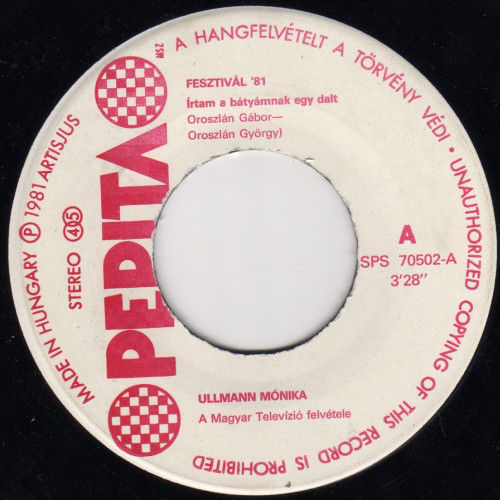 MADE IN HUNGARY Ⓟ 1981 ARTISJUS
MSZ
A HANGFELVÉTELT A TÖRVÉNY VÉDI • UNAUTHORIZED COPYING OF THIS RECORD IS PROHIBITED
STEREO 45
PEPITA
FESZTIVÁL '81
Írtam a bátyámnak egy dalt
Oroszlán Gábor—
Oroszlán György)
A
SPS 70502-A
3'28''
ULLMANN MÓNIKA
A Magyar Televízió felvétele